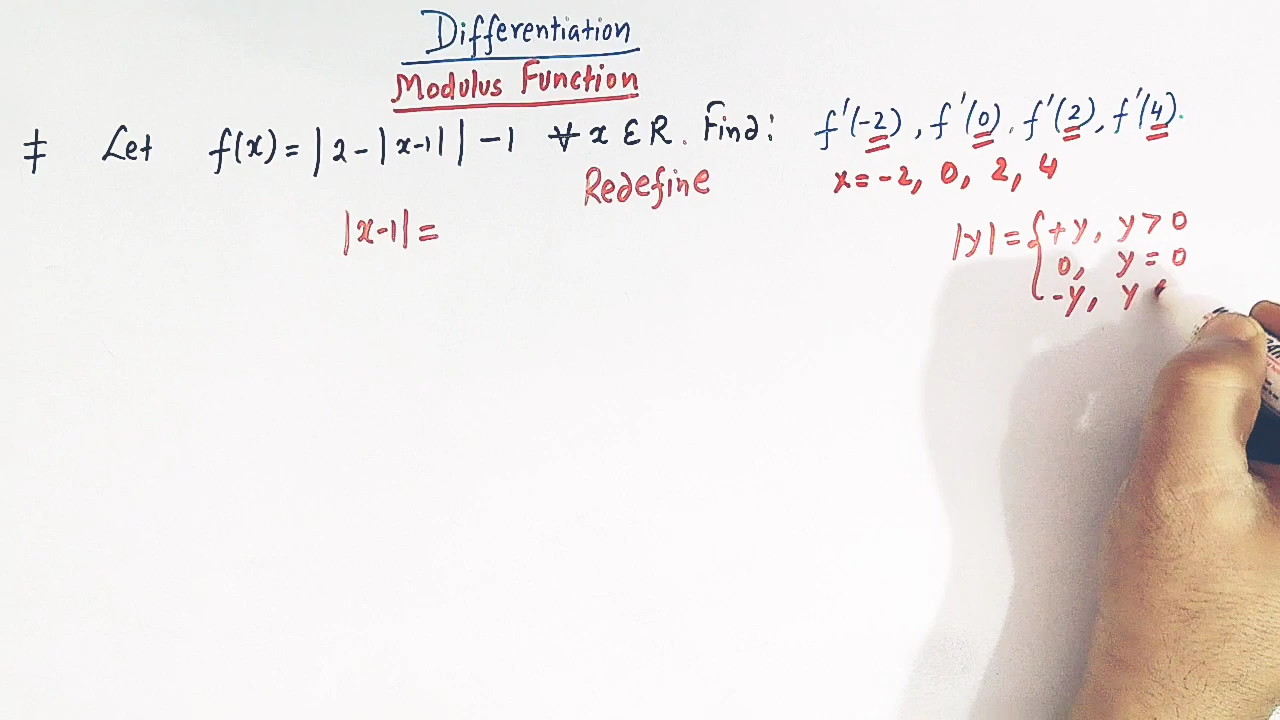 Differentiation
Modulus Function
# Let f(x) = |2-|x-1||-1 ∀ x ∈ R. Find: f'(-2), f'(0), f'(2), f'(4).
Redefine
x = -2, 0, 2, 4
|x-1| =
|y| = { +y, y > 0
0, y = 0
-y, y